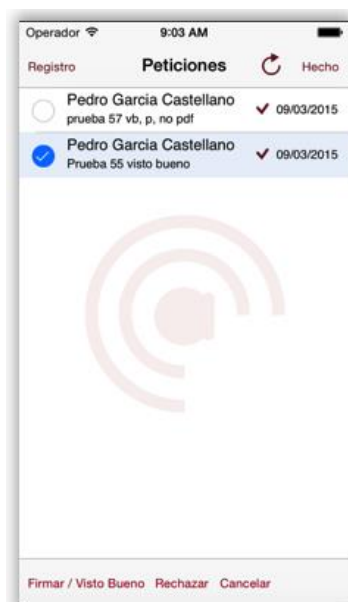 Operador 9:03 AM
Registro Peticiones Hecho
Pedro Garcia Castellano
prueba 57 vb, p, no pdf 09/03/2015
Pedro Garcia Castellano
Prueba 55 visto bueno 09/03/2015
Firmar / Visto Bueno Rechazar Cancelar